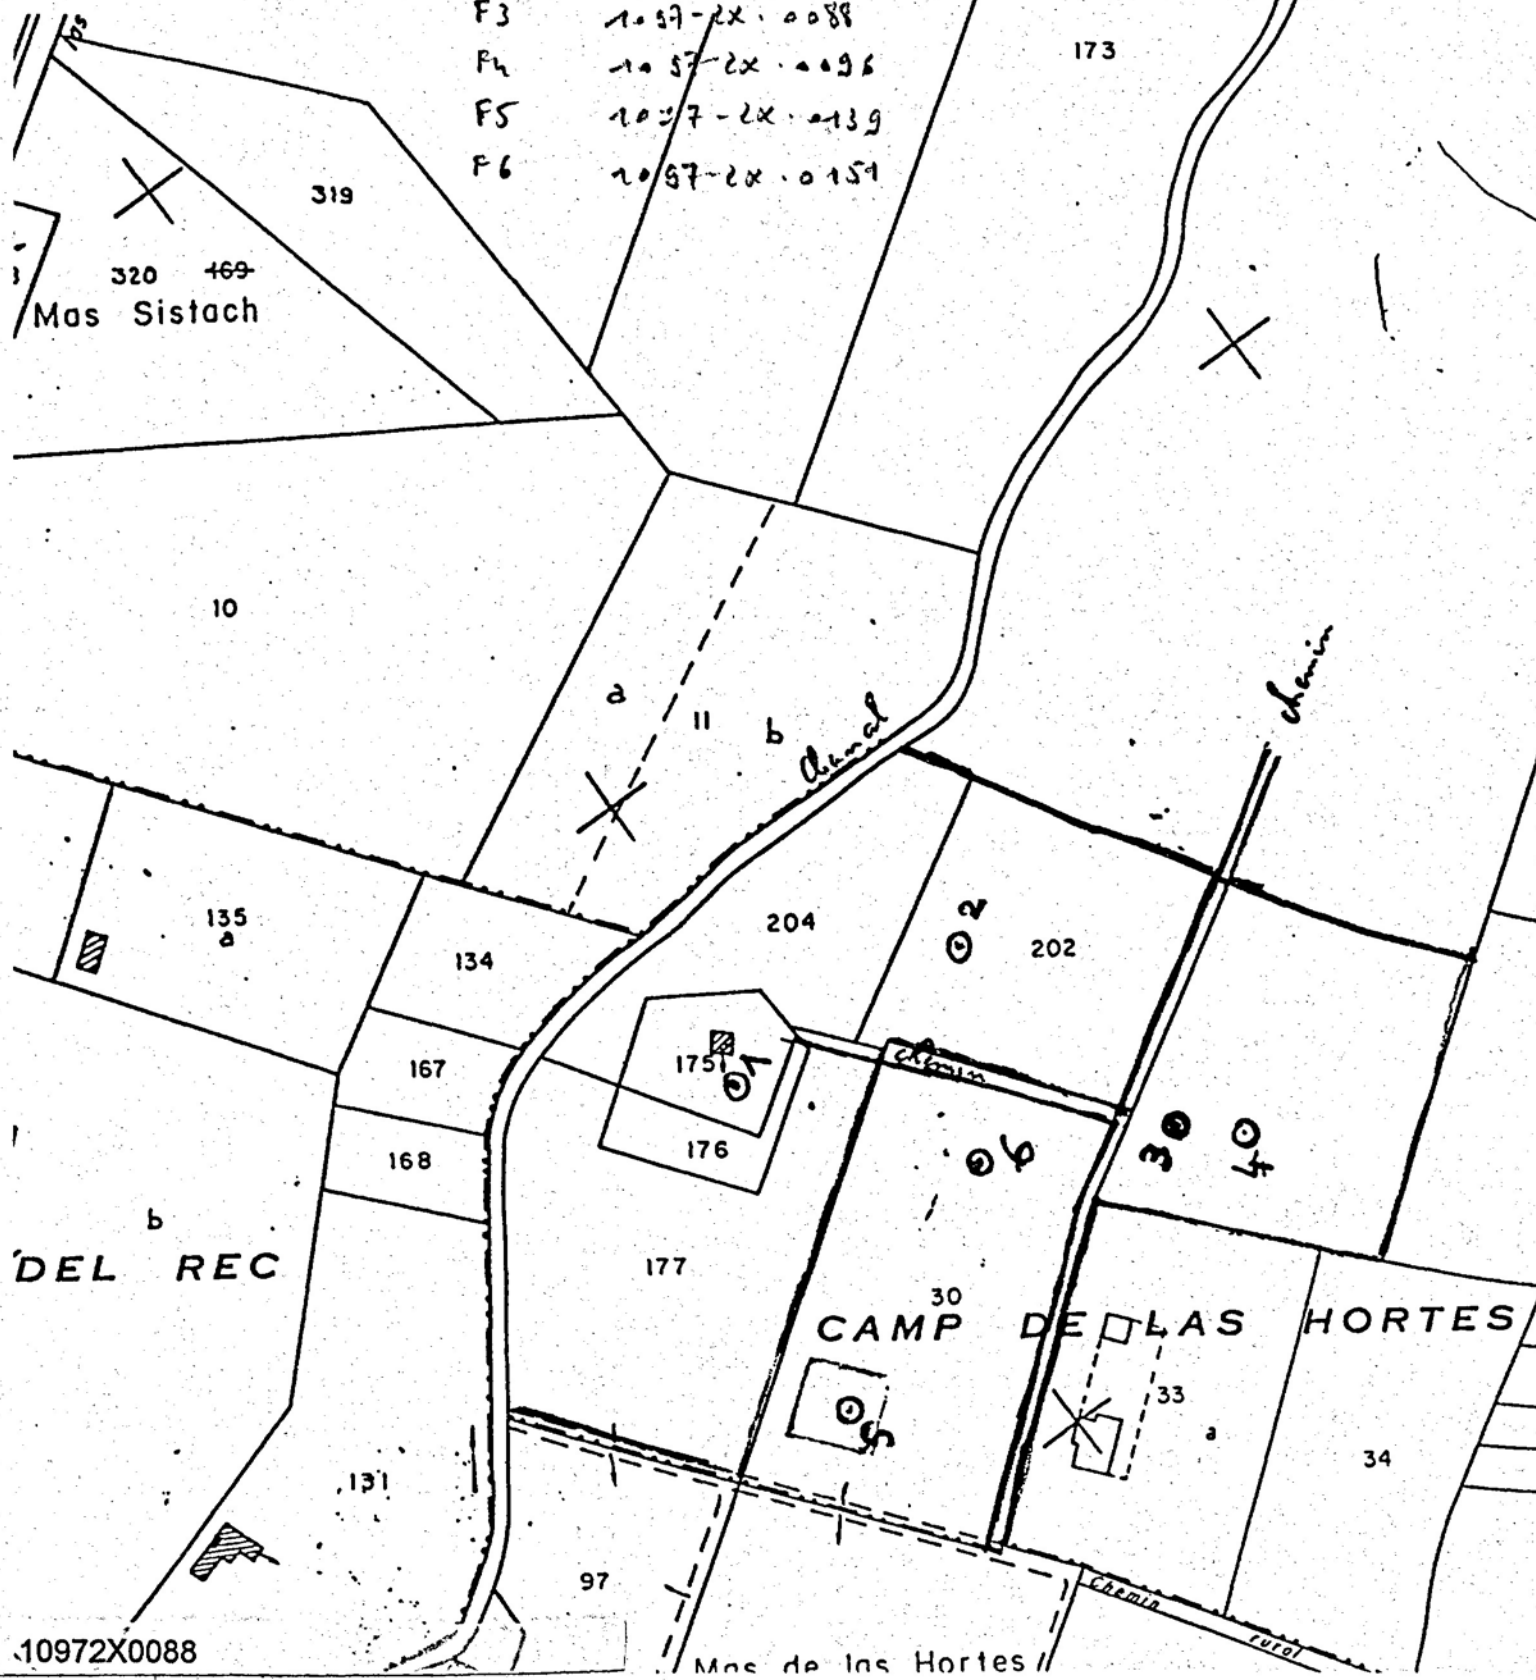 F3 1097-2X.0088
F4 1097-2X.0096
F5 1097-2X.0139
F6 1097-2X.0151
173
319
320 169
Mas Sistach
10
a
11
b
Canal
chemin
135
a
134
204
2
202
167
175
1
chemin
168
176
6
3
4
b
DEL REC
177
30
CAMP DE LAS HORTES
33
a
5
34
131
97
Chemin rural
10972X0088
Mas de las Hortes